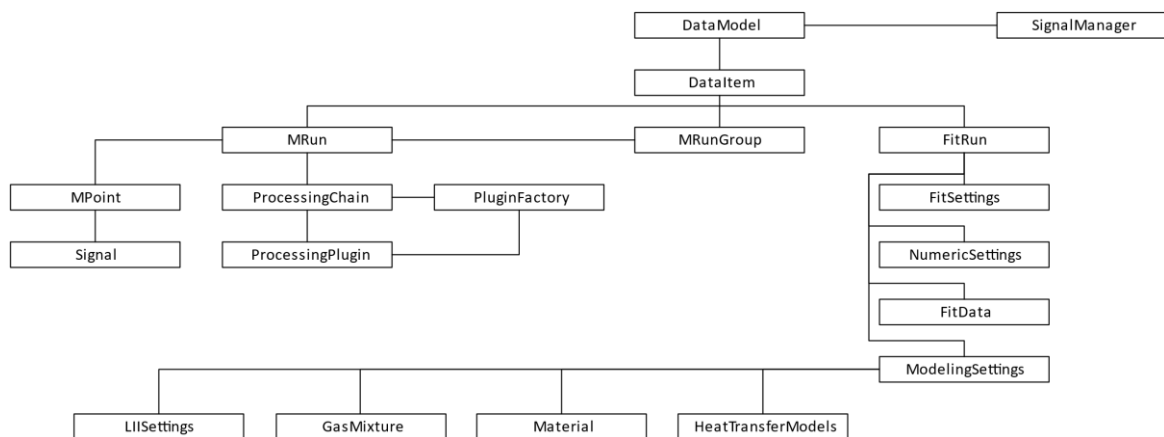 DataModel
SignalManager
DataItem
MRun
MRunGroup
FitRun
MPoint
ProcessingChain
PluginFactory
FitSettings
Signal
ProcessingPlugin
NumericSettings
FitData
ModelingSettings
LIISettings
GasMixture
Material
HeatTransferModels